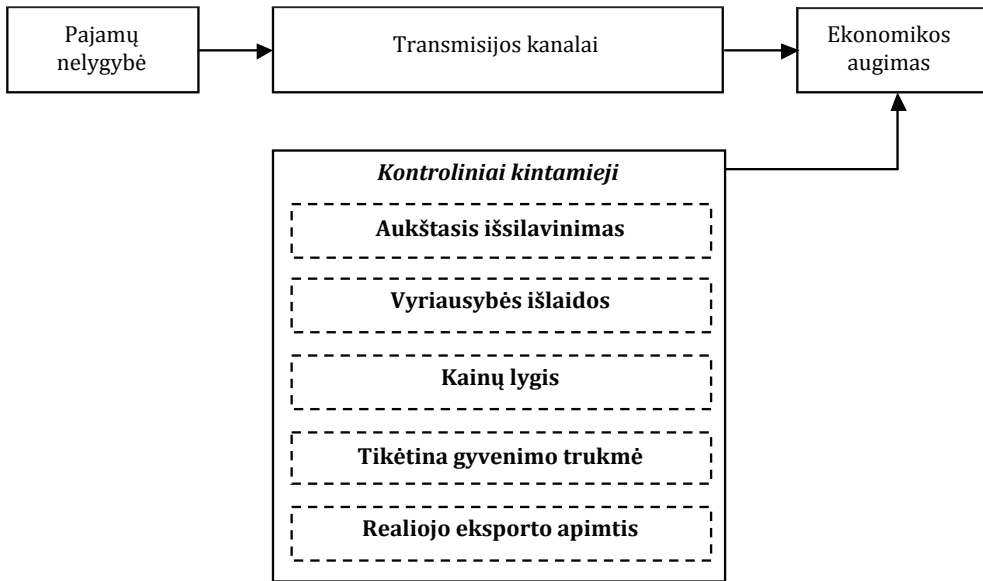 Pajamų
nelygybė
Transmisijos kanalai
Ekonomikos
augimas
Kontroliniai kintamieji
Aukštasis išsilavinimas
Vyriausybės išlaidos
Kainų lygis
Tikėtina gyvenimo trukmė
Realiojo eksporto apimtis